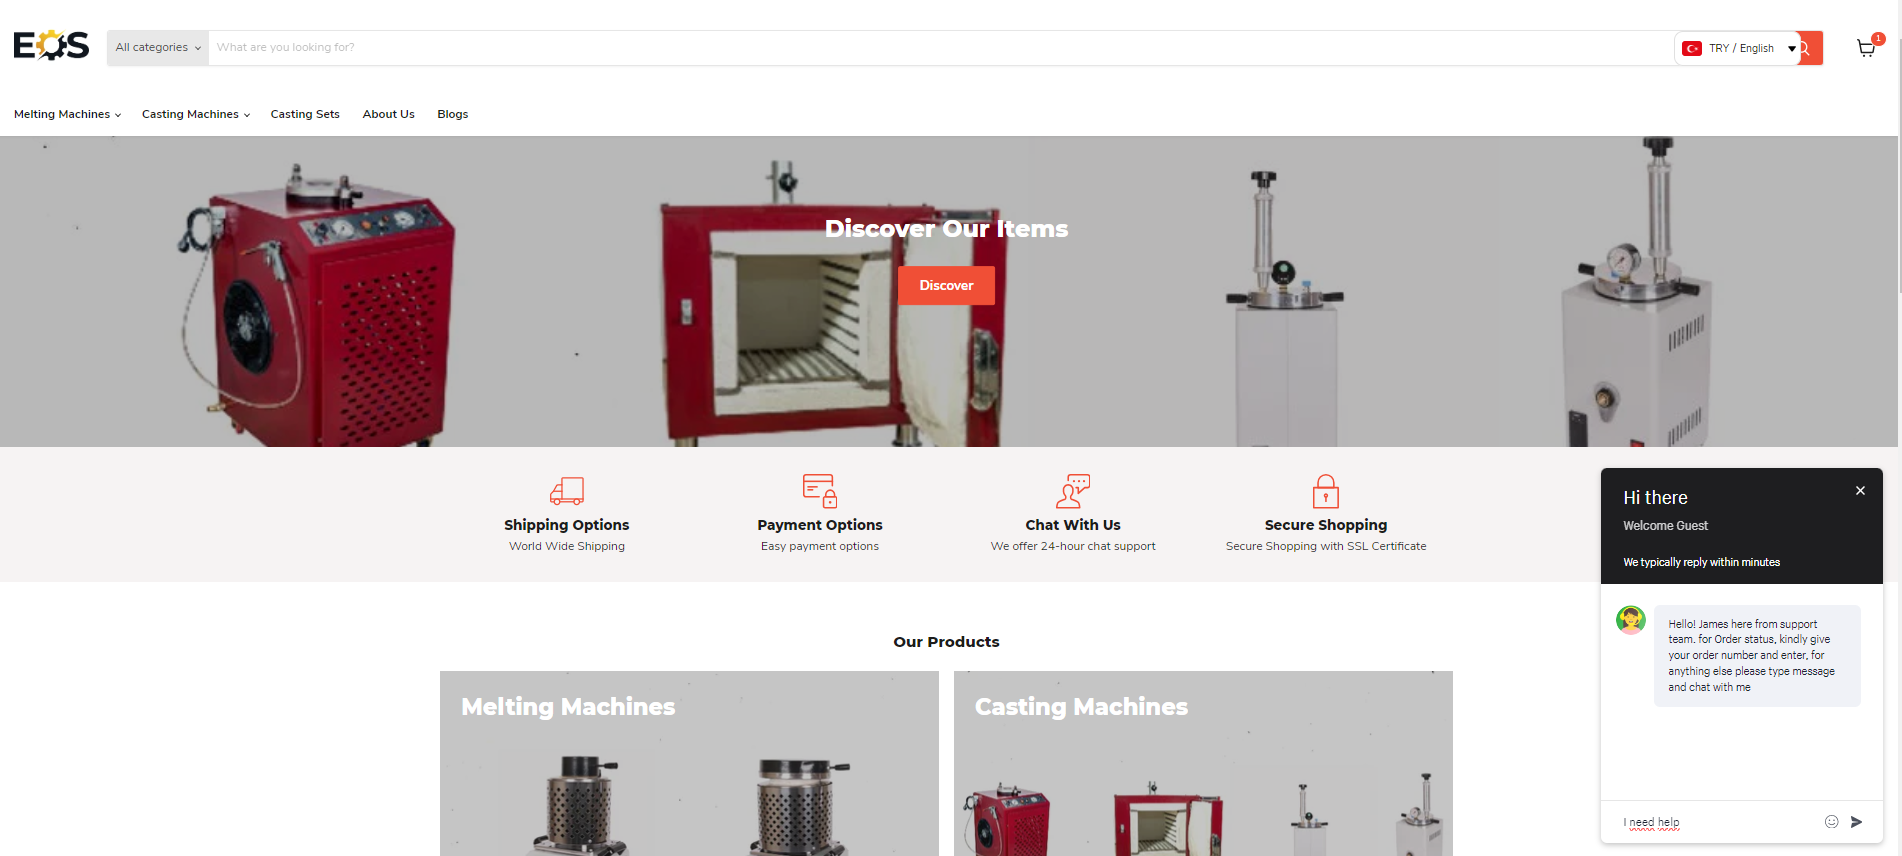 EOS
All categories
What are you looking for?
TRY / English
1
Melting Machines
Casting Machines
Casting Sets
About Us
Blogs
Discover Our Items
Discover
Shipping Options
World Wide Shipping
Payment Options
Easy payment options
Chat With Us
We offer 24-hour chat support
Secure Shopping
Secure Shopping with SSL Certificate
Our Products
Melting Machines
Casting Machines
Hi there
Welcome Guest
We typically reply within minutes
Hello! James here from support
team. for Order status, kindly give
your order number and enter, for
anything else please type message
and chat with me
I need help